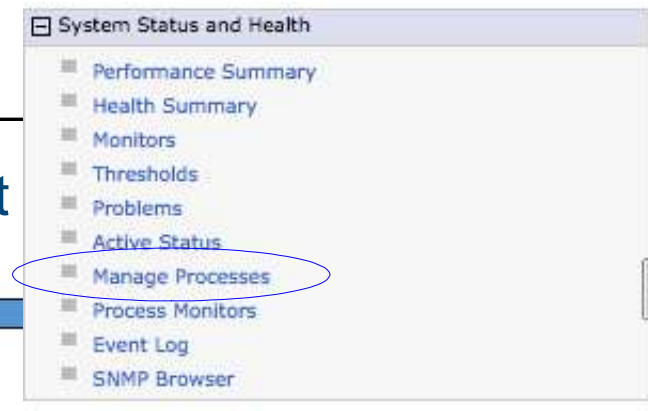 System Status and Health
Performance Summary
Health Summary
Monitors
Thresholds
t
Problems
Active Status
Manage Processes
Process Monitors
Event Log
SNMP Browser